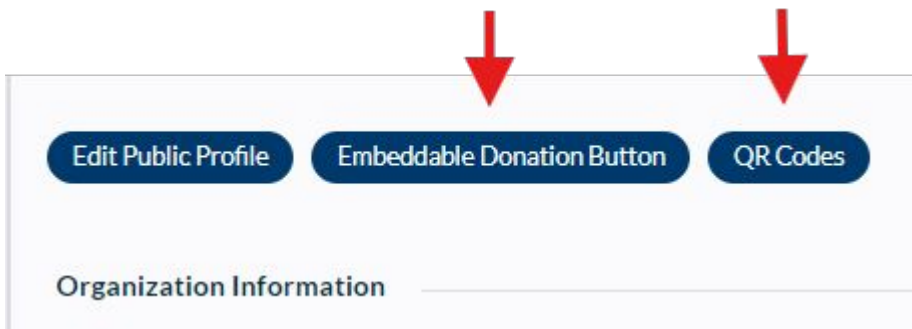 Edit Public Profile Embeddable Donation Button QR Codes
Organization Information